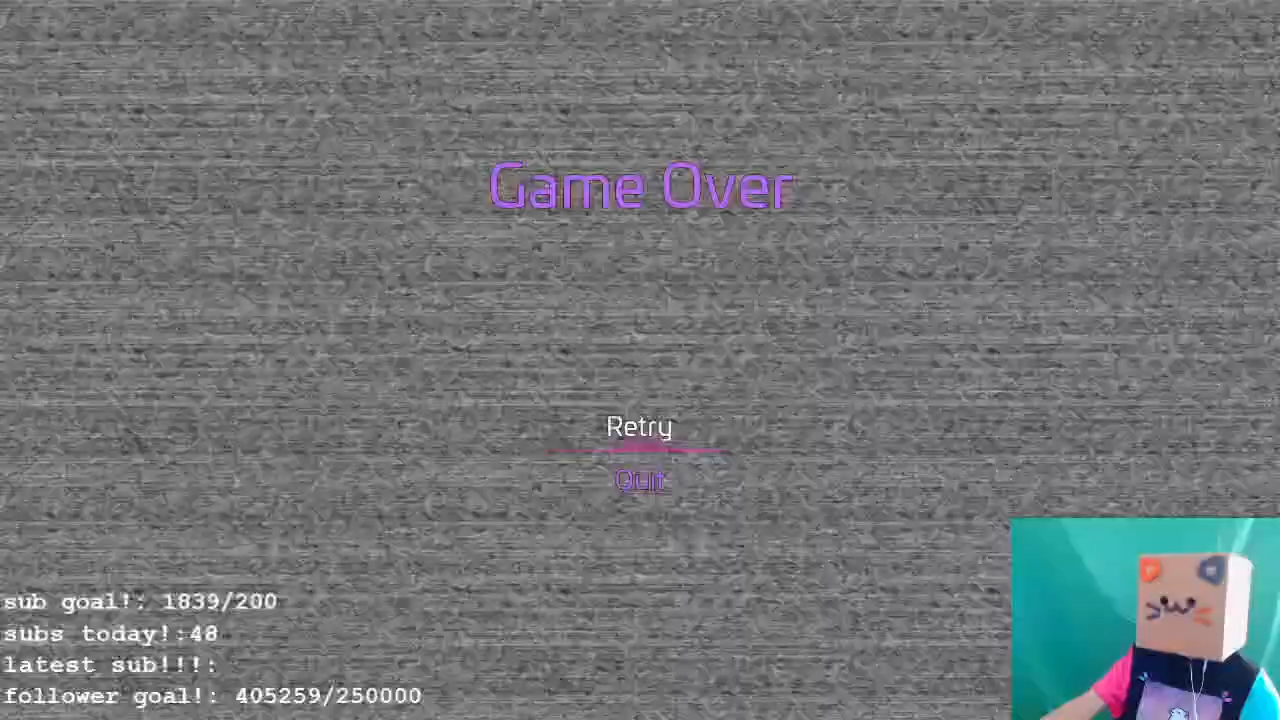 Game Over
Retry
Quit
sub goal!: 1839/200
subs today!:48
latest sub!!!:
follower goal!: 405259/250000